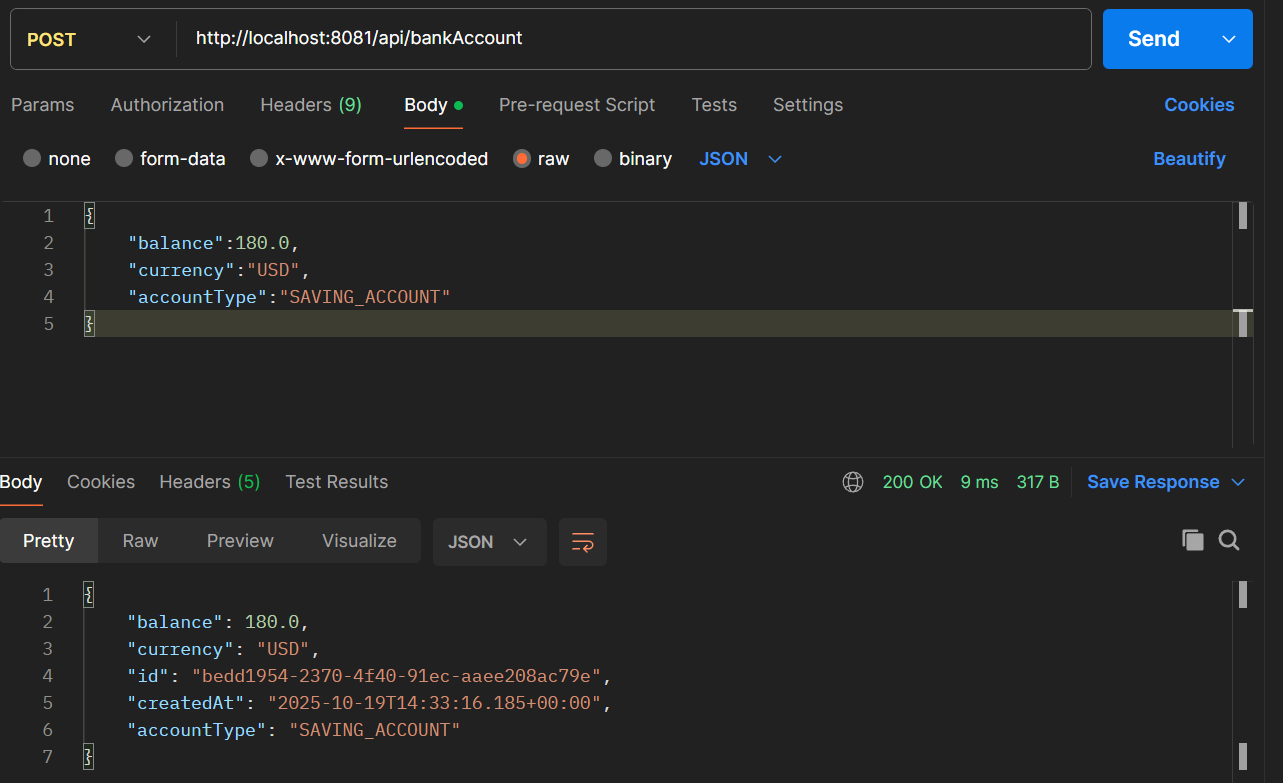 POST http://localhost:8081/api/bankAccount Send
Params Authorization Headers (9) Body Pre-request Script Tests Settings Cookies
none form-data x-www-form-urlencoded raw binary JSON Beautify
1 {
2 "balance":180.0,
3 "currency":"USD",
4 "accountType":"SAVING_ACCOUNT"
5 }
Body Cookies Headers (5) Test Results 200 OK 9 ms 317 B Save Response
Pretty Raw Preview Visualize JSON
1 {
2 "balance": 180.0,
3 "currency": "USD",
4 "id": "bedd1954-2370-4f40-91ec-aaee208ac79e",
5 "createdAt": "2025-10-19T14:33:16.185+00:00",
6 "accountType": "SAVING_ACCOUNT"
7 }